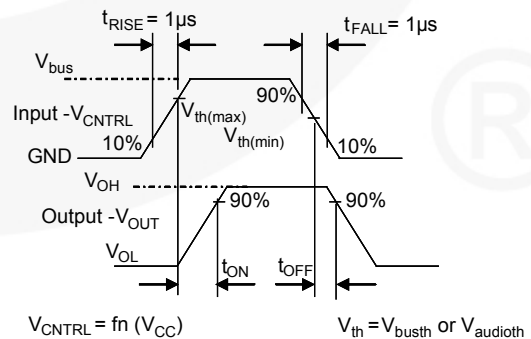 t_RISE = 1µs
t_FALL = 1µs
V_bus
90%
Input -V_CNTRL
V_th(max)
V_th(min)
10%
10%
GND
V_OH
90%
90%
Output -V_OUT
V_OL
t_ON
t_OFF
V_CNTRL = fn (V_CC)
V_th = V_busth or V_audioth
®